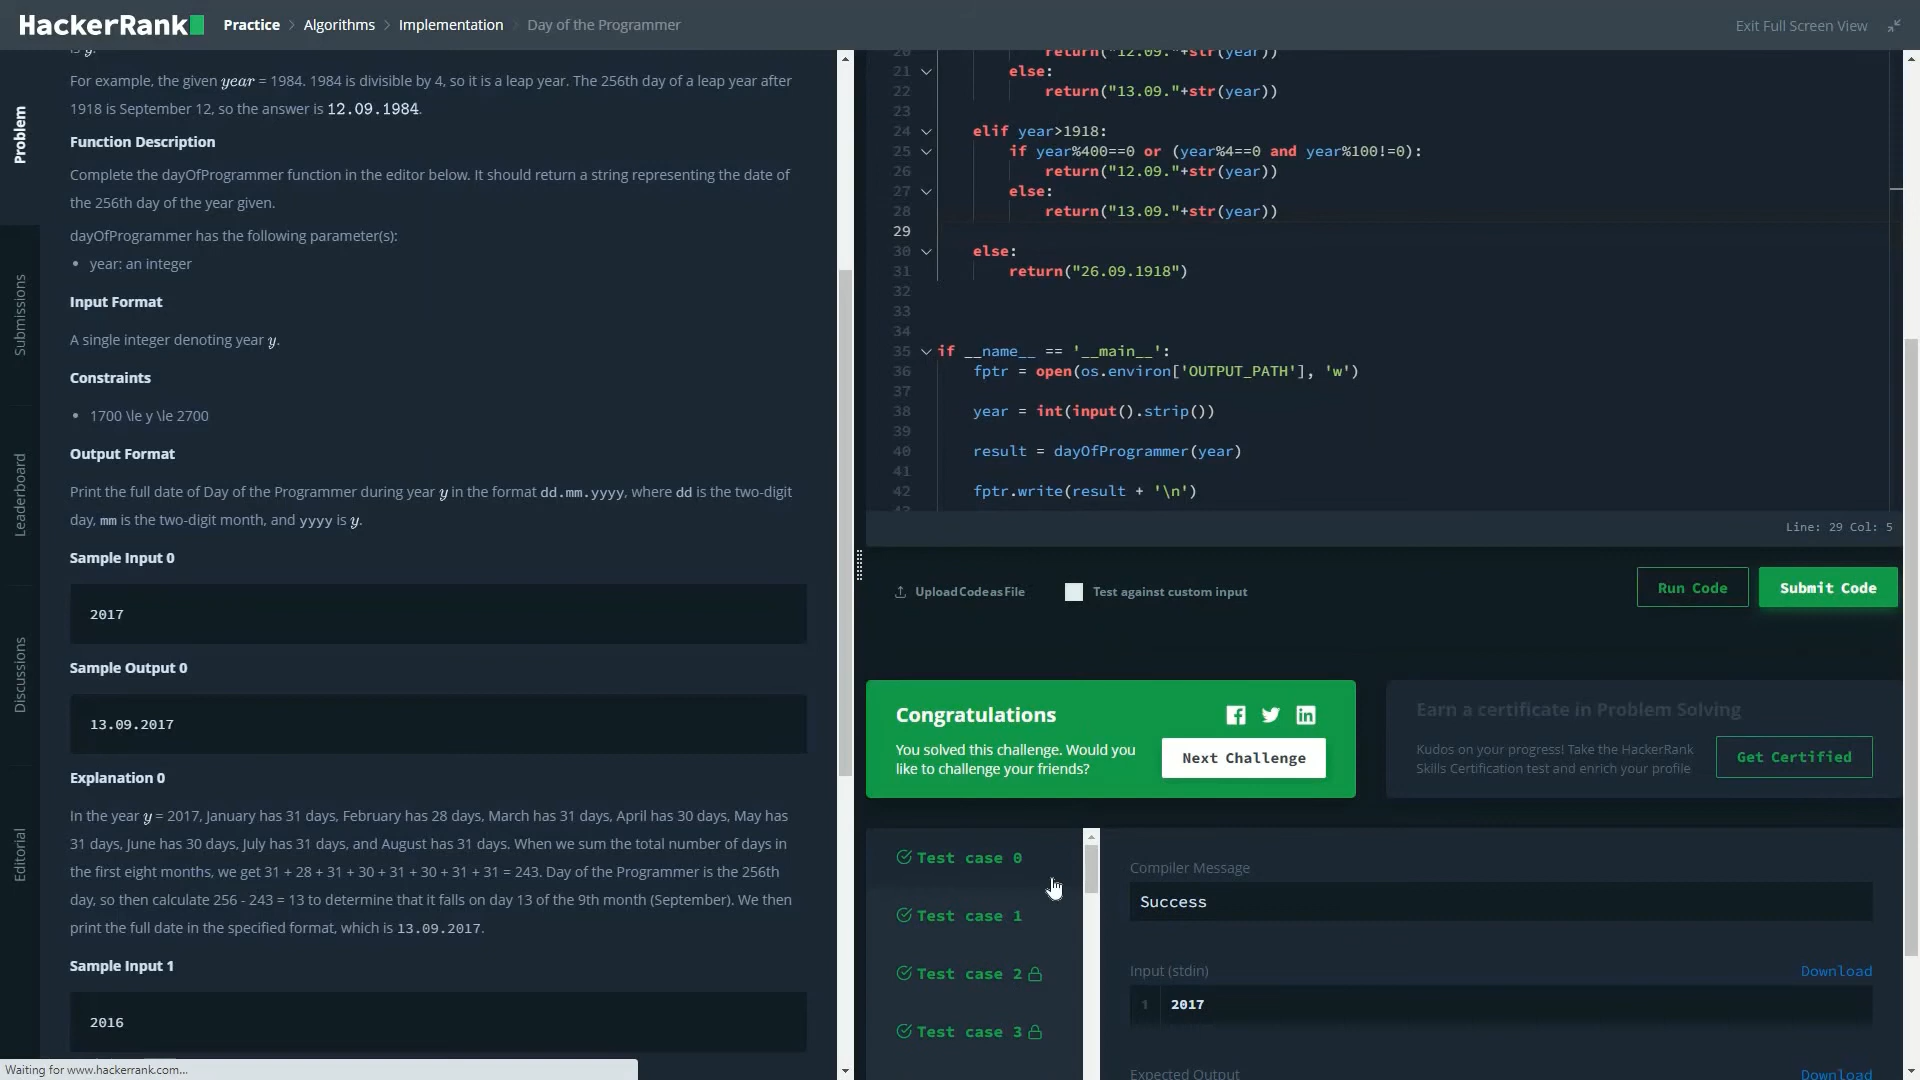 HackerRank
Practice
Algorithms
Implementation
Day of the Programmer
Exit Full Screen View
Problem
Submissions
Leaderboard
Discussions
Editorial
is y.
For example, the given year = 1984. 1984 is divisible by 4, so it is a leap year. The 256th day of a leap year after
1918 is September 12, so the answer is 12.09.1984.
Function Description
Complete the dayOfProgrammer function in the editor below. It should return a string representing the date of
the 256th day of the year given.
dayOfProgrammer has the following parameter(s):
• year: an integer
Input Format
A single integer denoting year y.
Constraints
• 1700 \le y \le 2700
Output Format
Print the full date of Day of the Programmer during year y in the format dd.mm.yyyy, where dd is the two-digit
day, mm is the two-digit month, and yyyy is y.
Sample Input 0
2017
Sample Output 0
13.09.2017
Explanation 0
In the year y = 2017, January has 31 days, February has 28 days, March has 31 days, April has 30 days, May has
31 days, June has 30 days, July has 31 days, and August has 31 days. When we sum the total number of days in
the first eight months, we get 31 + 28 + 31 + 30 + 31 + 30 + 31 + 31 = 243. Day of the Programmer is the 256th
day, so then calculate 256 - 243 = 13 to determine that it falls on day 13 of the 9th month (September). We then
print the full date in the specified format, which is 13.09.2017.
Sample Input 1
2016
Waiting for www.hackerrank.com...
20 return("12.09."+str(year))
21 else:
22 return("13.09."+str(year))
23
24 elif year>1918:
25 if year%400==0 or (year%4==0 and year%100!=0):
26 return("12.09."+str(year))
27 else:
28 return("13.09."+str(year))
29
30 else:
31 return("26.09.1918")
32
33
34
35 if __name__ == '__main__':
36 fptr = open(os.environ['OUTPUT_PATH'], 'w')
37
38 year = int(input().strip())
39
40 result = dayOfProgrammer(year)
41
42 fptr.write(result + '\n')
43
Line: 29 Col: 5
Upload Code as File
Test against custom input
Run Code
Submit Code
Congratulations
You solved this challenge. Would you
like to challenge your friends?
Next Challenge
Earn a certificate in Problem Solving
Kudos on your progress! Take the HackerRank
Skills Certification test and enrich your profile
Get Certified
Test case 0
Test case 1
Test case 2
Test case 3
Compiler Message
Success
Input (stdin)
Download
1 2017
Expected Output
Download